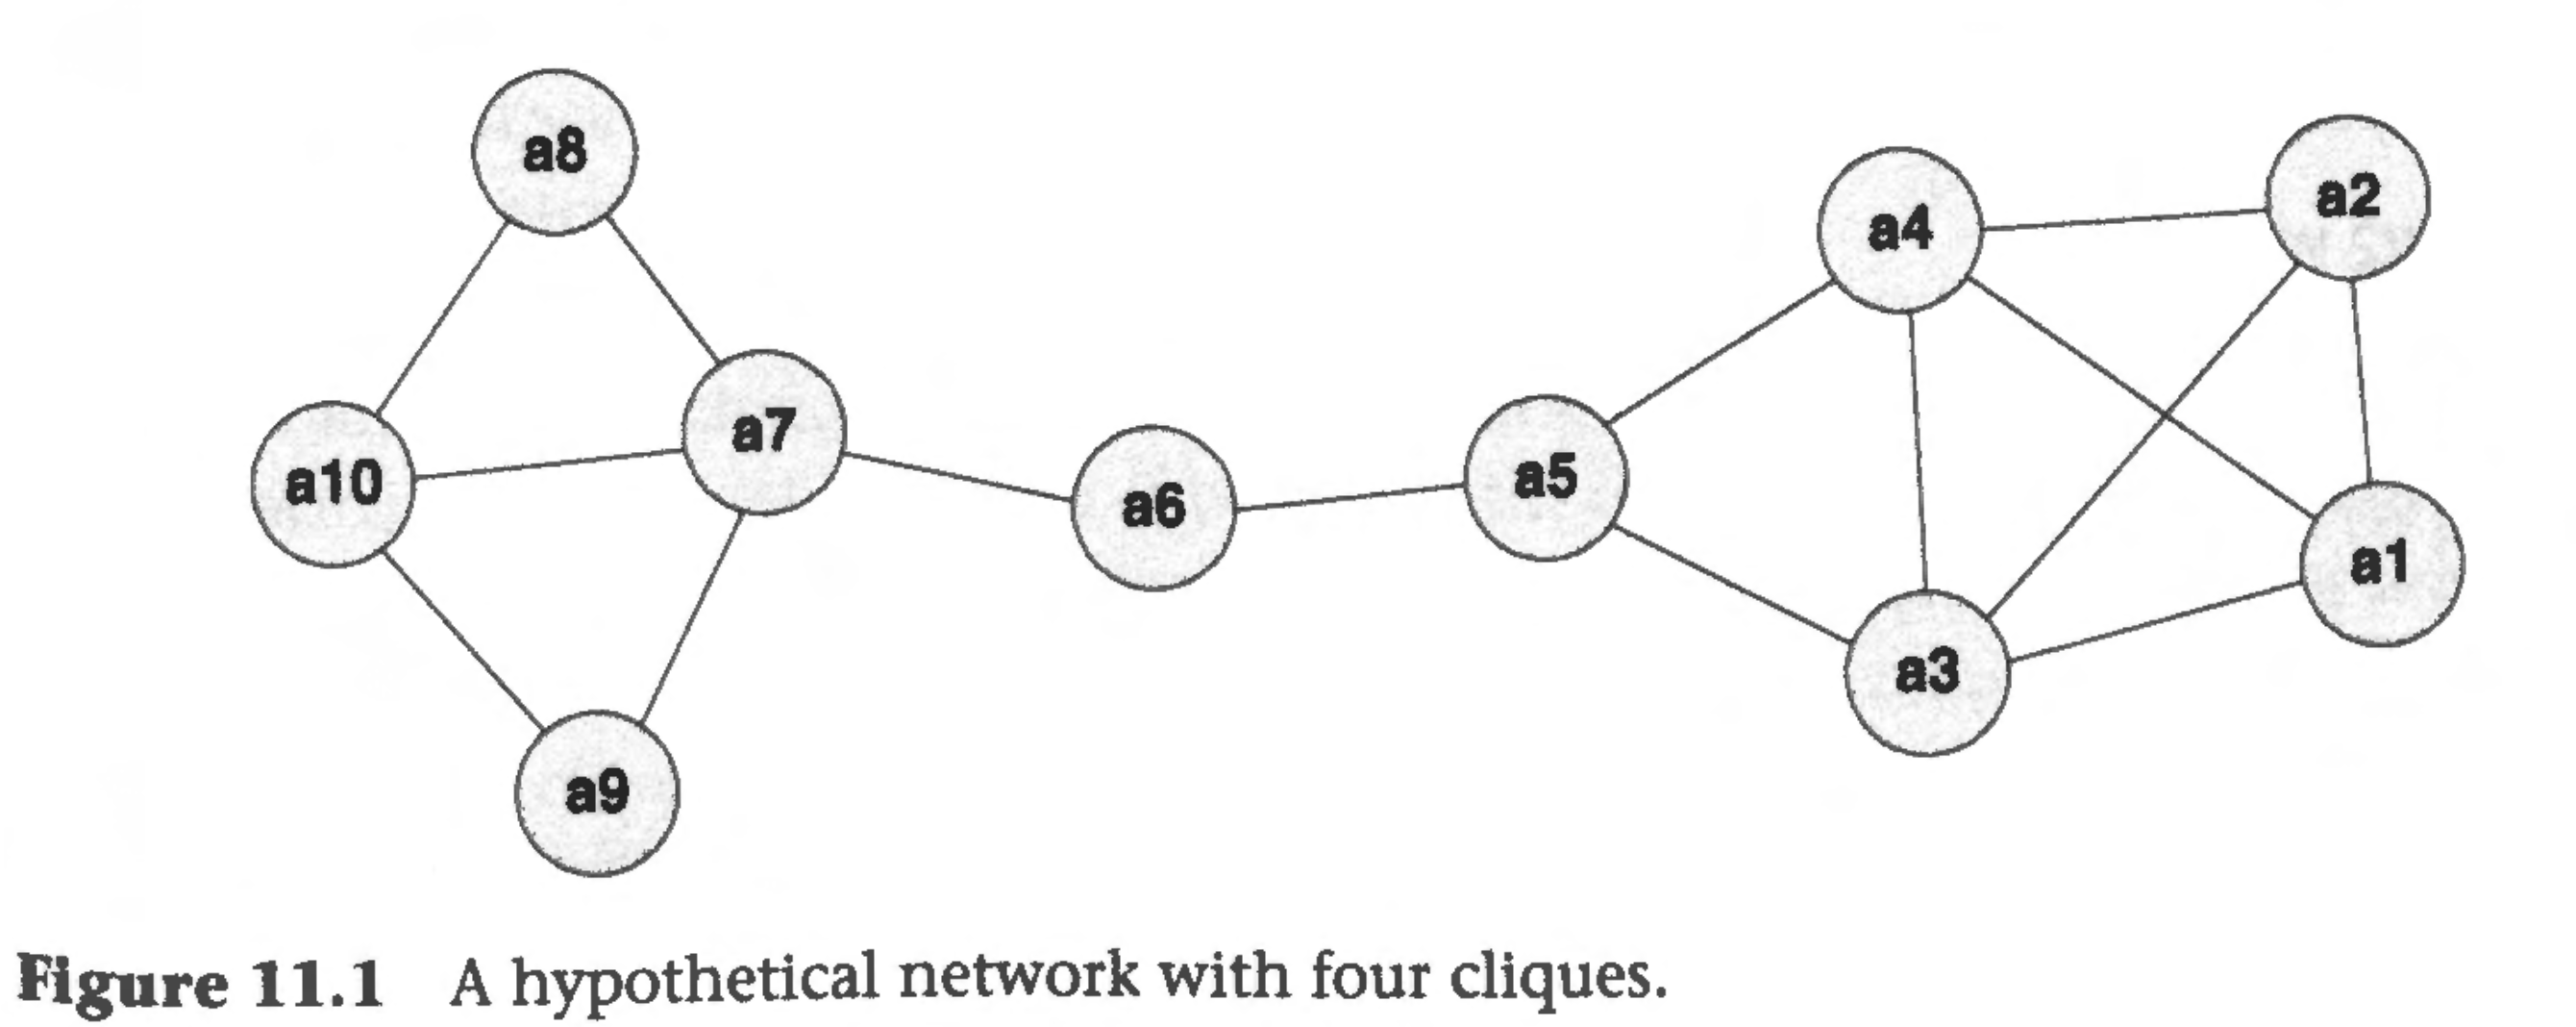 a8
a2
a4
a7
a10
a5
a6
a1
a3
a9
Figure 11.1 A hypothetical network with four cliques.